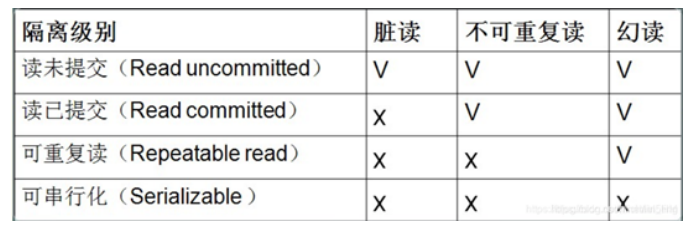 隔离级别 脏读 不可重复读 幻读
读未提交（Read uncommitted） V V V
读已提交（Read committed） X V V
可重复读（Repeatable read） X X V
可串行化（Serializable ） X X X